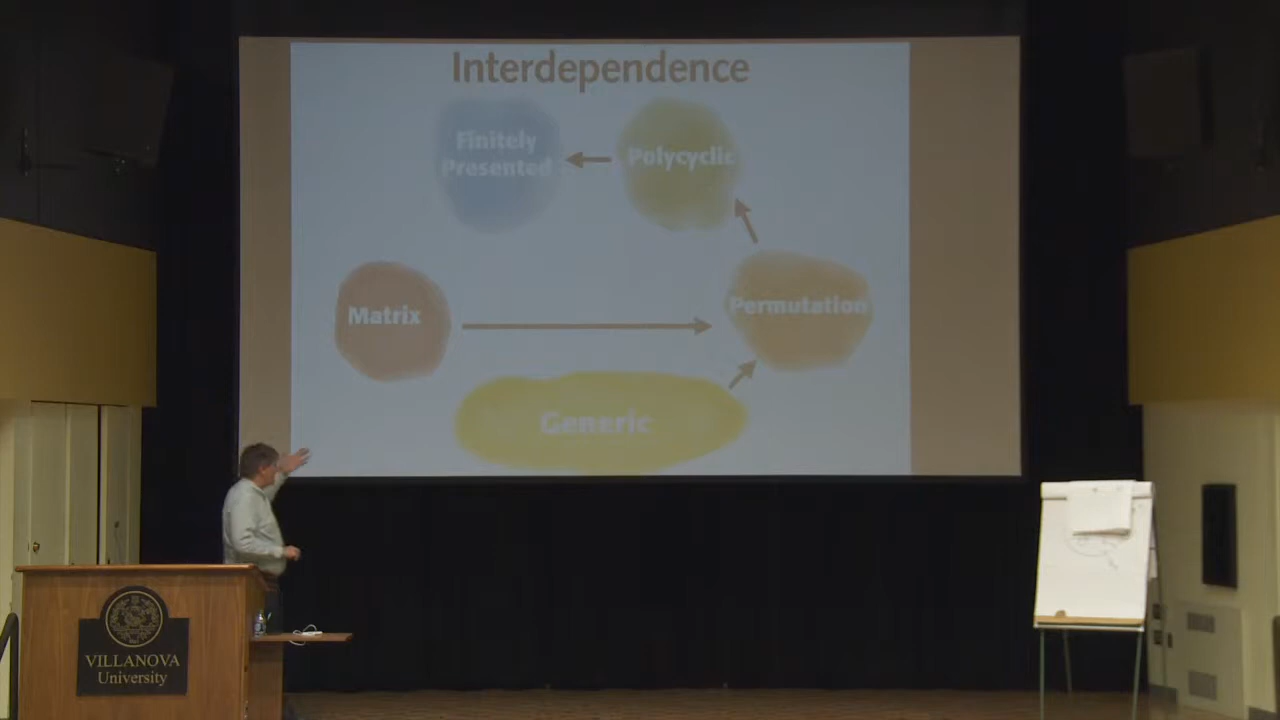 Interdependence
Finitely
Presented
Polycyclic
Matrix
Permutation
Generic
VILLANOVA
University